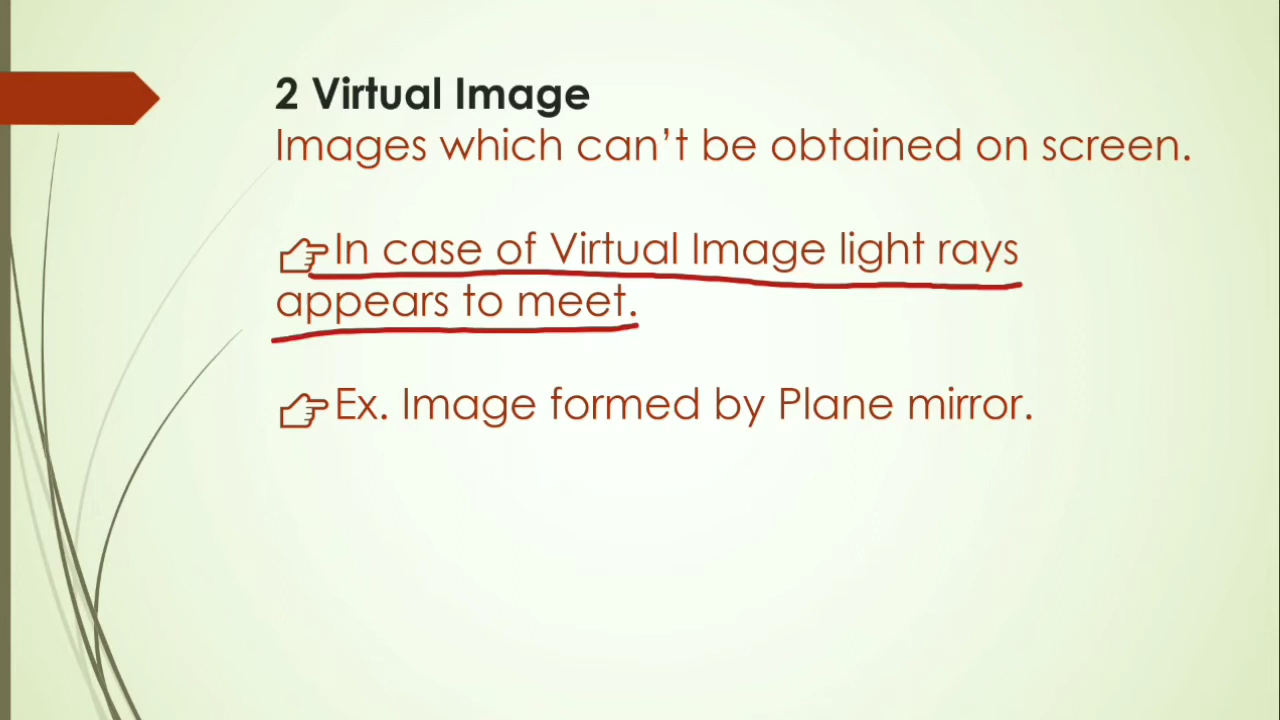 2 Virtual Image
Images which can’t be obtained on screen.
👉In case of Virtual Image light rays
appears to meet.
👉Ex. Image formed by Plane mirror.